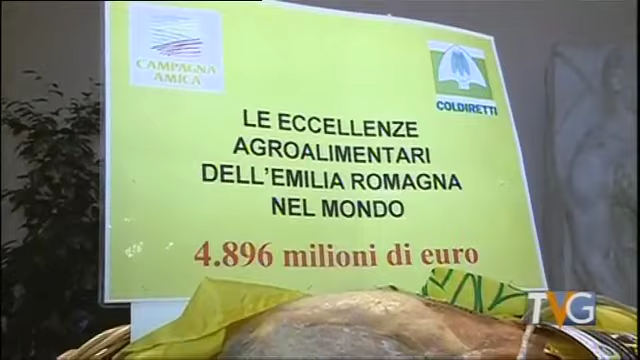 CAMPAGNA
AMICA
COLDIRETTI
LE ECCELLENZE
AGROALIMENTARI
DELL'EMILIA ROMAGNA
NEL MONDO
4.896 milioni di euro
TVG